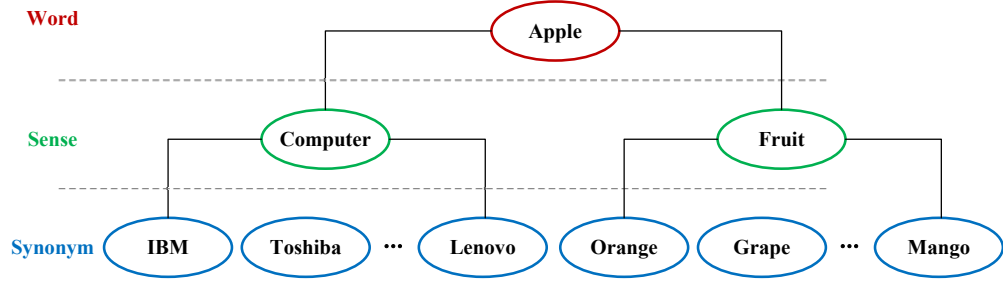 Word
Apple
Sense
Computer
Fruit
Synonym
IBM
Toshiba
...
Lenovo
Orange
Grape
...
Mango